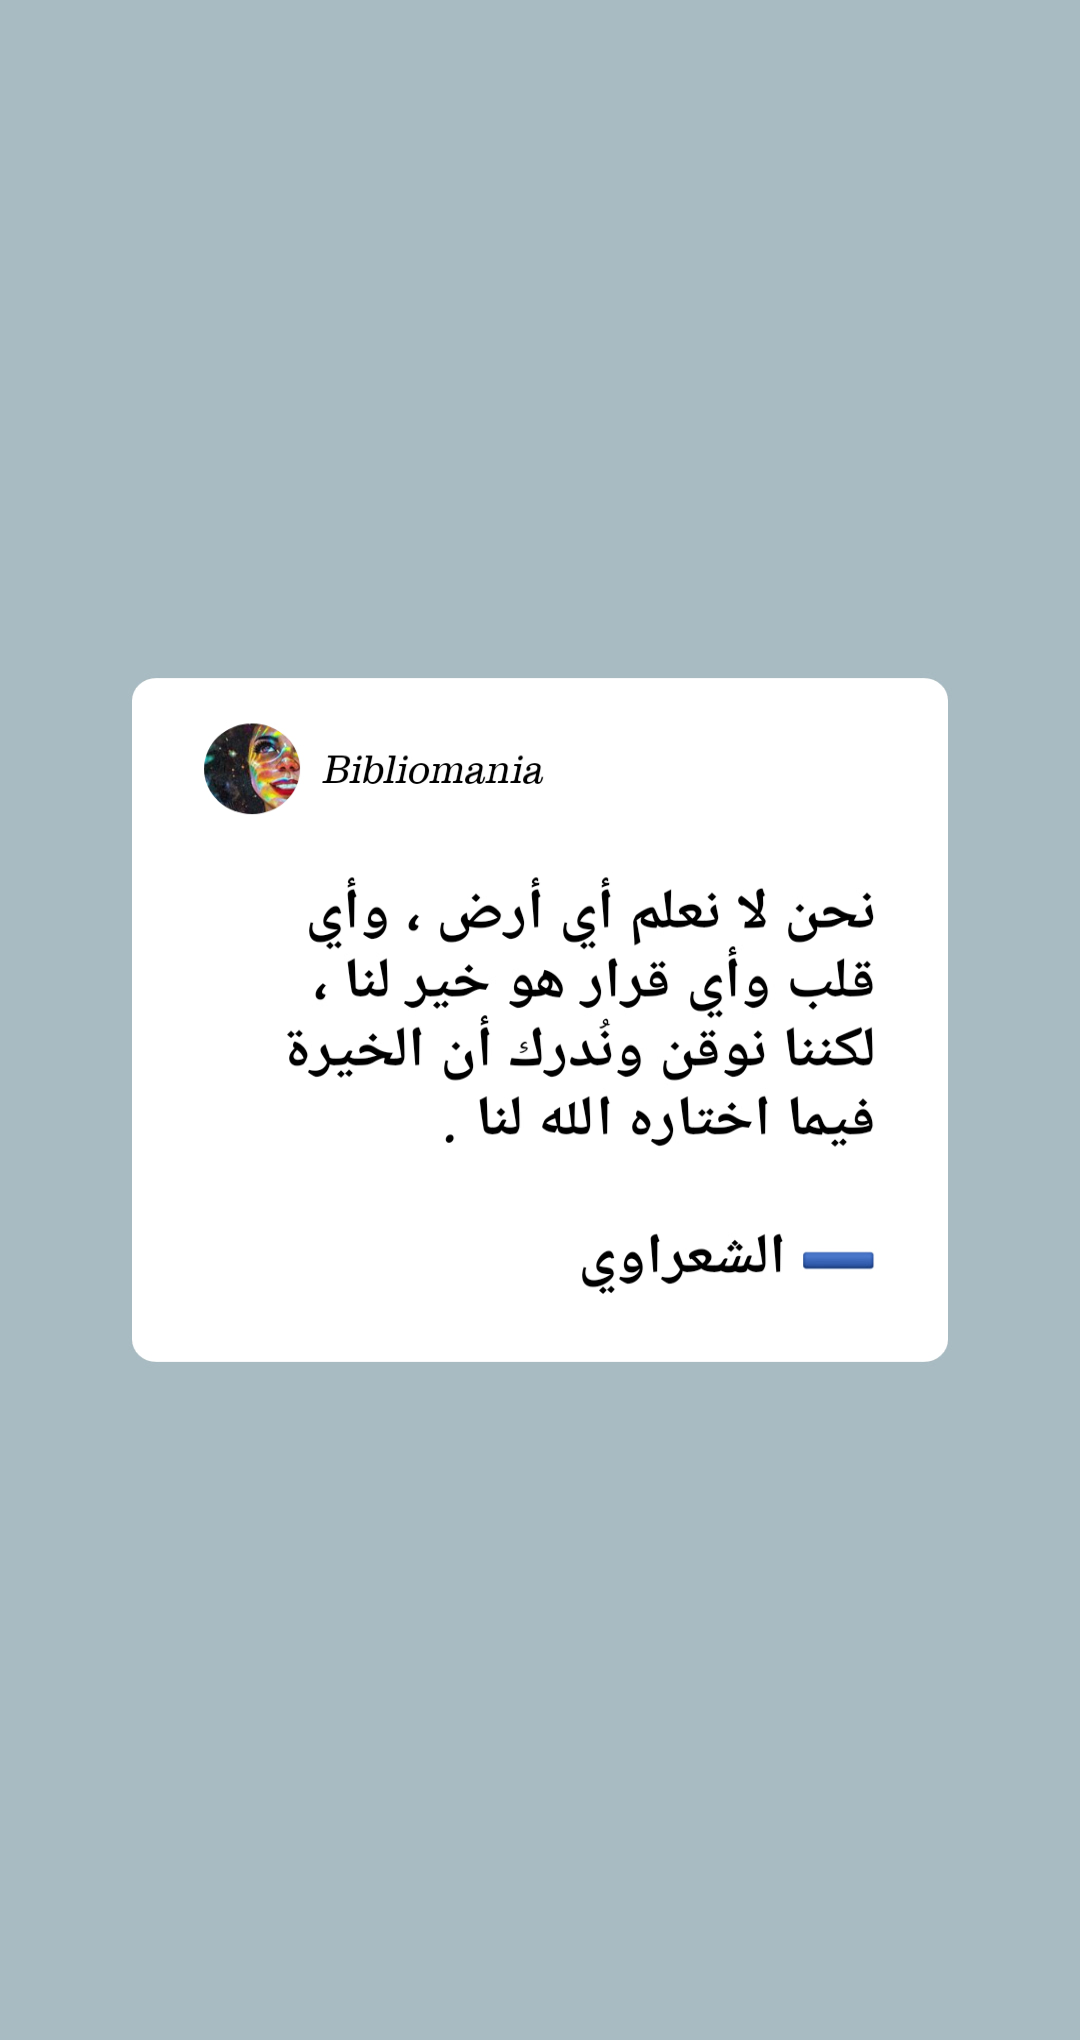 Bibliomania
نحن لا نعلم أي أرض ، وأي
قلب وأي قرار هو خير لنا ،
لكننا نوقن ونُدرك أن الخيرة
فيما اختاره الله لنا .
➖ الشعراوي